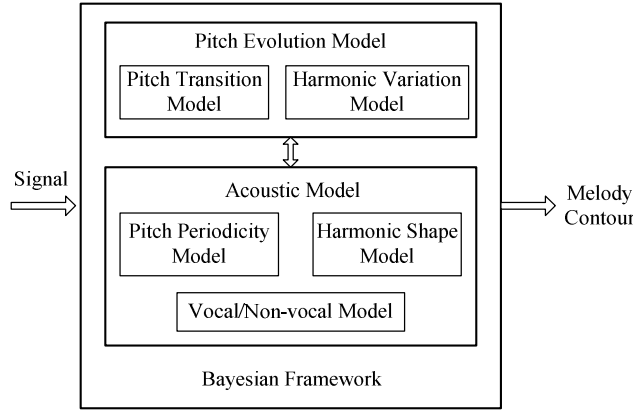 Pitch Evolution Model
Pitch Transition
Model
Harmonic Variation
Model
Signal
Acoustic Model
Pitch Periodicity
Model
Harmonic Shape
Model
Vocal/Non-vocal Model
Bayesian Framework
Melody
Contour